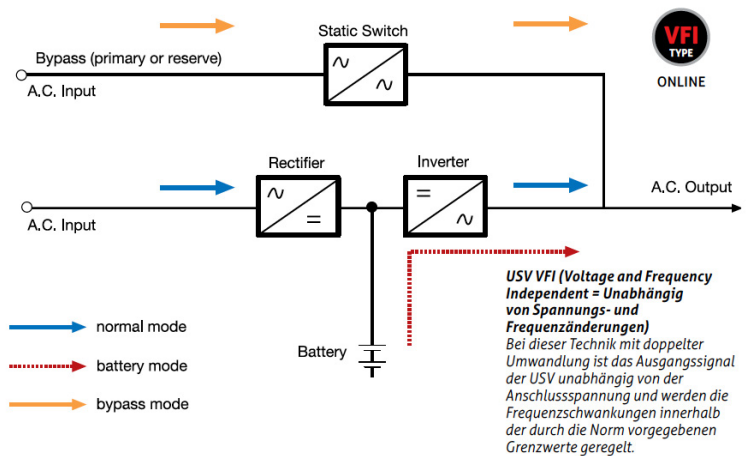 Static Switch
VFI
TYPE
ONLINE
Bypass (primary or reserve)
A.C. Input
Rectifier
Inverter
A.C. Output
A.C. Input
USV VFI (Voltage and Frequency
Independent = Unabhängig
von Spannungs- und
Frequenzänderungen)
Bei dieser Technik mit doppelter
Umwandlung ist das Ausgangssignal
der USV unabhängig von der
Anschlussspannung und werden die
Frequenzschwankungen innerhalb
der durch die Norm vorgegebenen
Grenzwerte geregelt.
Battery
normal mode
battery mode
bypass mode